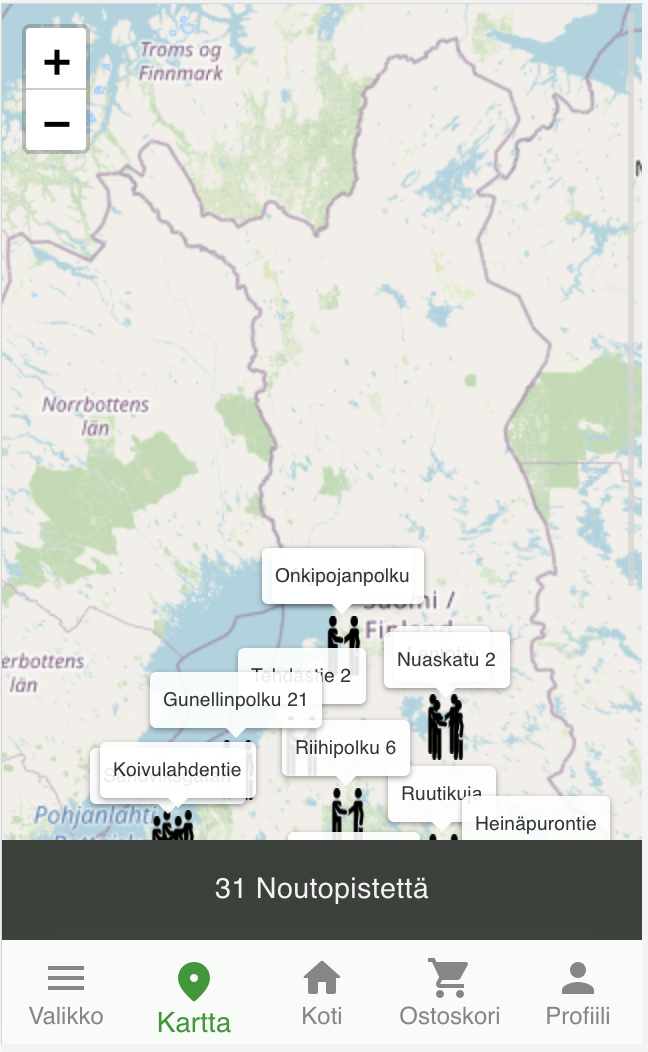 +
Troms og
Finnmark
−
Norrbottens
län
Onkipojanpolku
Suomi /
Finland
Nuaskatu 2
erbottens
län
Tehdastie 2
Gunellinpolku 21
Riihipolku 6
Koivulahdentie
Ruutikuja
Heinäpurontie
Pohjanlahti
31 Noutopistettä
Valikko
Kartta
Koti
Ostoskori
Profiili